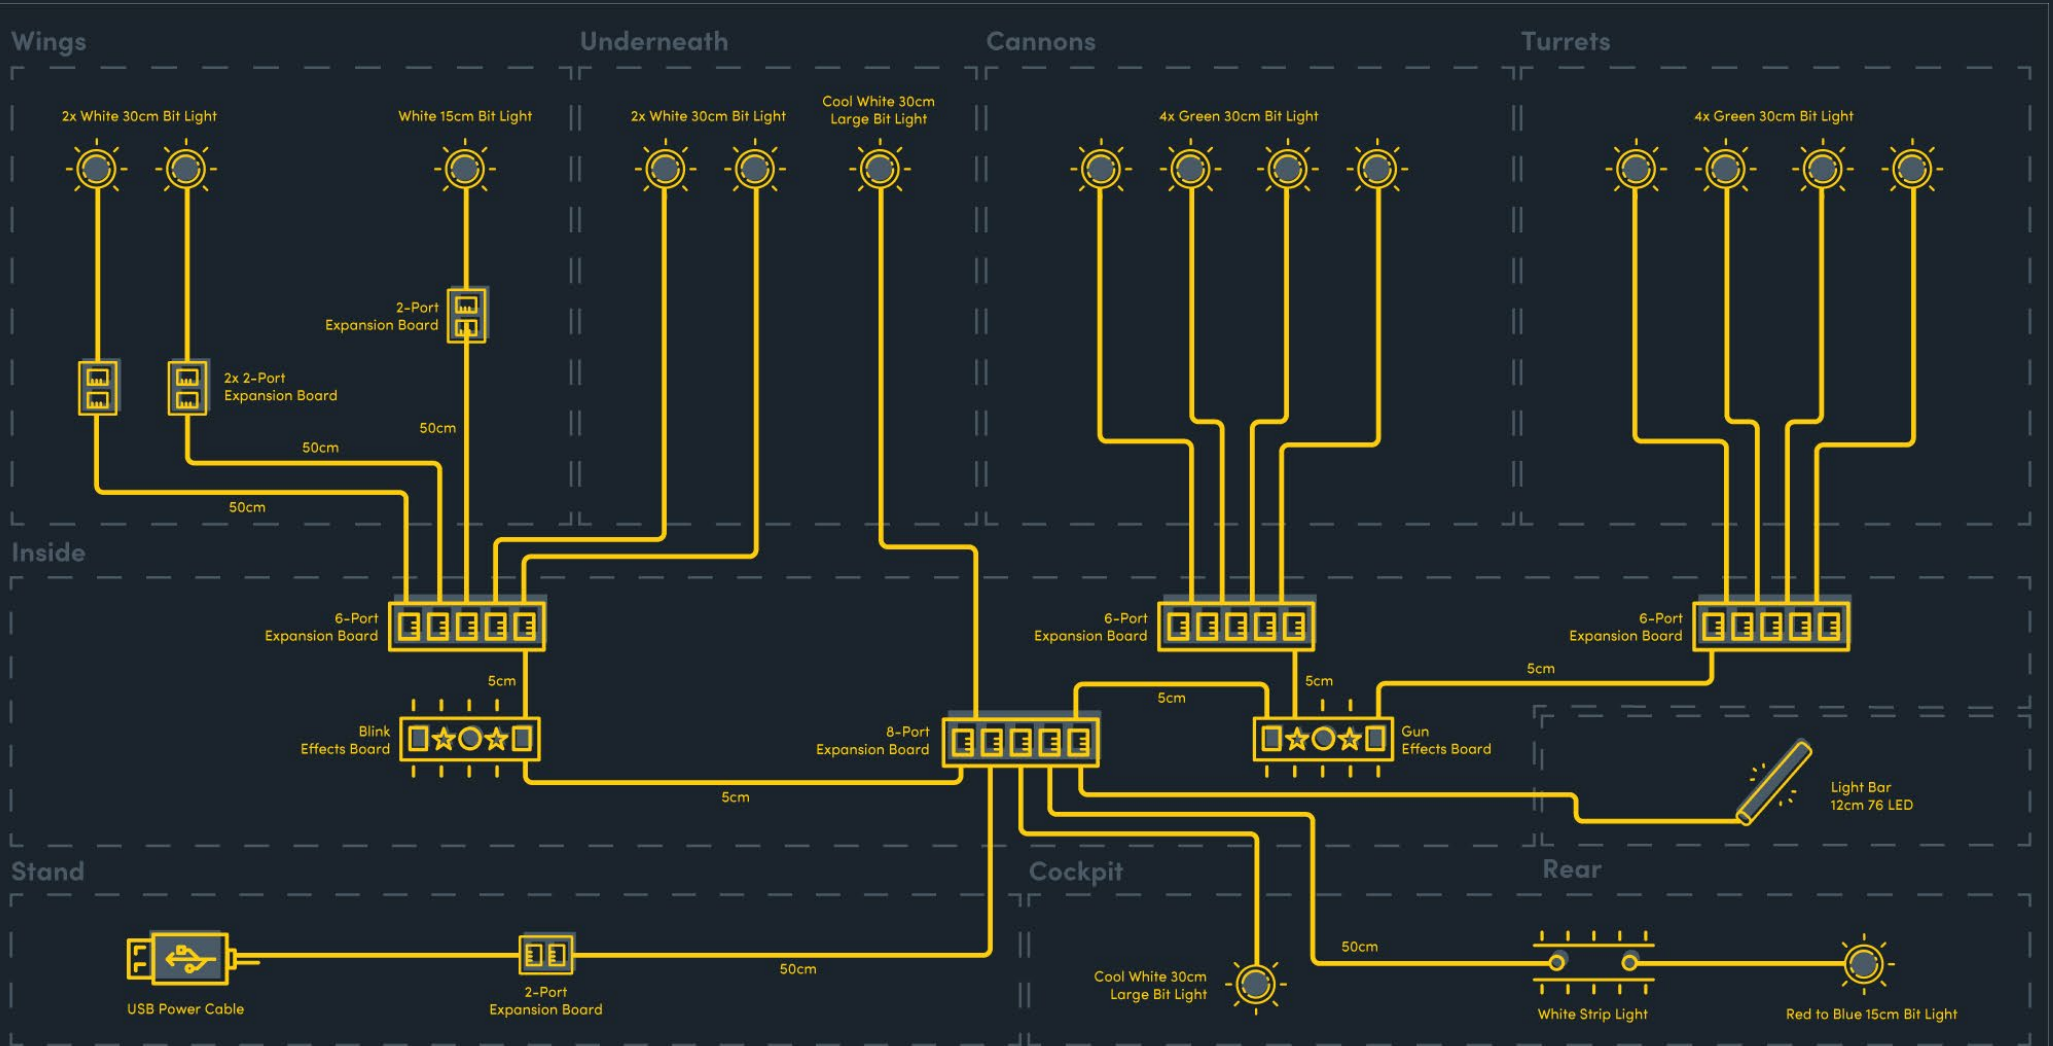 Wings
Underneath
Cannons
Turrets
2x White 30cm Bit Light
White 15cm Bit Light
2x White 30cm Bit Light
Cool White 30cm
Large Bit Light
4x Green 30cm Bit Light
4x Green 30cm Bit Light
2-Port
Expansion Board
2x 2-Port
Expansion Board
50cm
50cm
50cm
Inside
6-Port
Expansion Board
6-Port
Expansion Board
6-Port
Expansion Board
5cm
5cm
5cm
5cm
Blink
Effects Board
8-Port
Expansion Board
Gun
Effects Board
5cm
Light Bar
12cm 76 LED
Stand
Cockpit
Rear
50cm
50cm
USB Power Cable
2-Port
Expansion Board
Cool White 30cm
Large Bit Light
White Strip Light
Red to Blue 15cm Bit Light